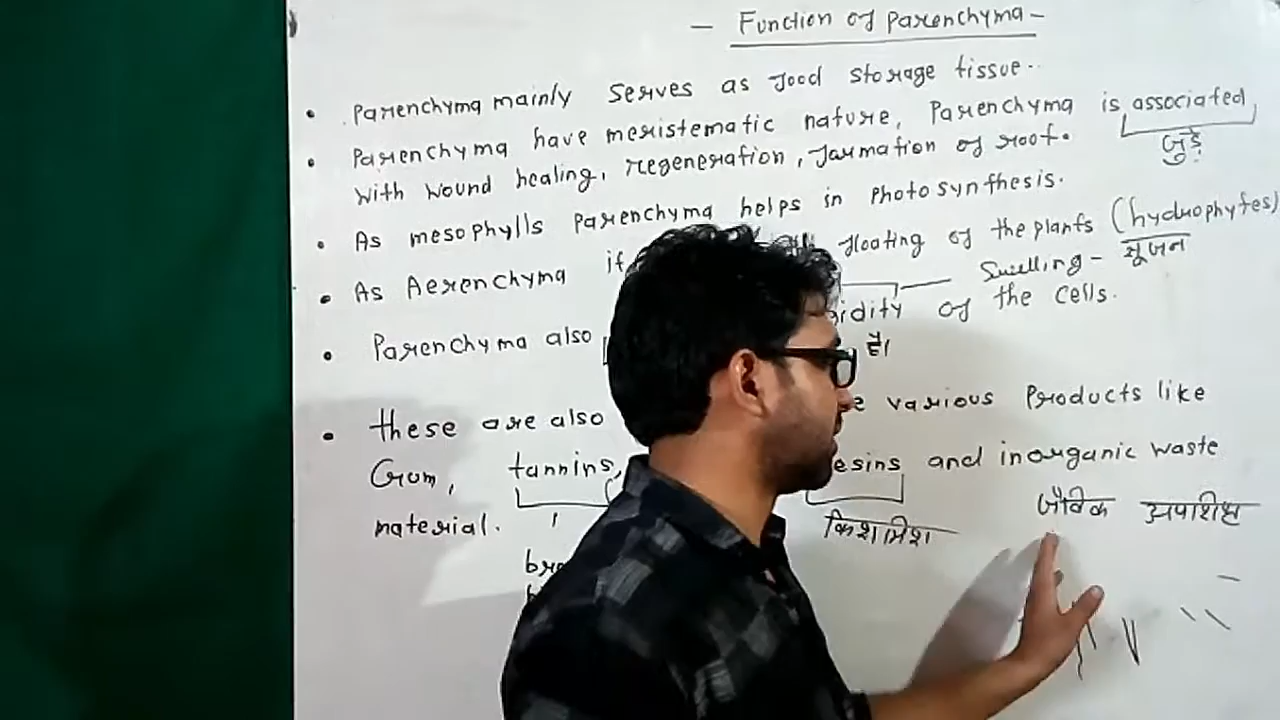 — Function of Parenchyma —
• Parenchyma mainly serves as food storage tissue..
• Parenchyma have meristematic nature, Parenchyma is associated
जुड़े
with wound healing, regeneration, formation of root.
• As mesophylls Parenchyma helps in photosynthesis.
• As Aerenchyma if floating of the plants (hydrophytes)
Swelling - सूजन
• Parenchyma also idity of the cells.
है।
• these are also various Products like
Gum, tannins, esins and inorganic waste
जैविक अपशिष्ट
material. किशमिश